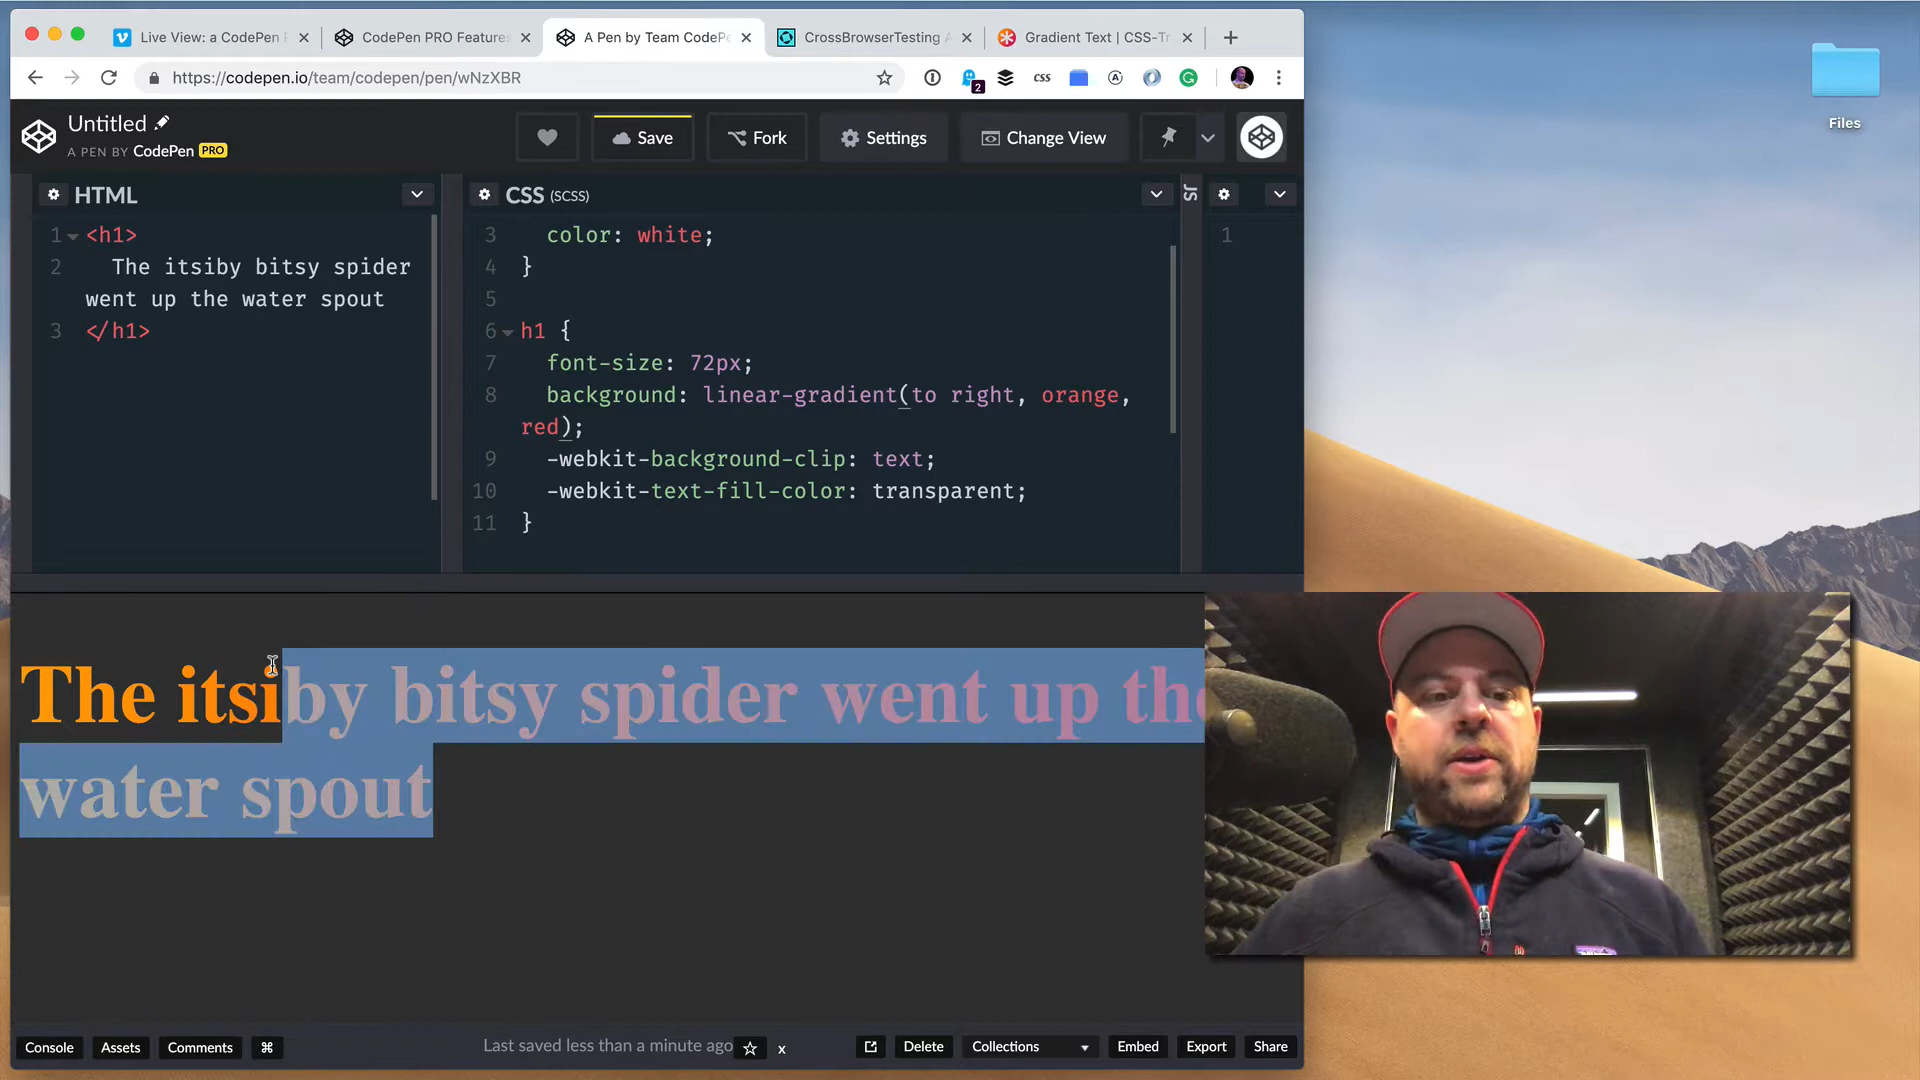 Live View: a CodePen
CodePen PRO Features
A Pen by Team CodePe
CrossBrowserTesting
Gradient Text | CSS-Tr
https://codepen.io/team/codepen/pen/wNzXBR
2
css
Files
Untitled
A PEN BY CodePen PRO
Save
Fork
Settings
Change View
HTML
CSS (SCSS)
JS
1 <h1>
2 The itsiby bitsy spider
went up the water spout
3 </h1>
3 color: white;
4 }
5
6 h1 {
7 font-size: 72px;
8 background: linear-gradient(to right, orange,
red);
9 -webkit-background-clip: text;
10 -webkit-text-fill-color: transparent;
11 }
1
The itsiby bitsy spider went up the
water spout
Console
Assets
Comments
⌘
Last saved less than a minute ago
x
Delete
Collections
Embed
Export
Share